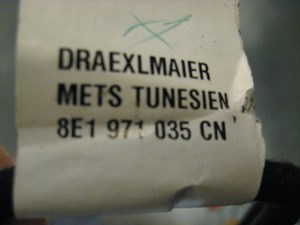 DRAEXLMAIER
METS TUNESIEN
8E1 971 035 CN